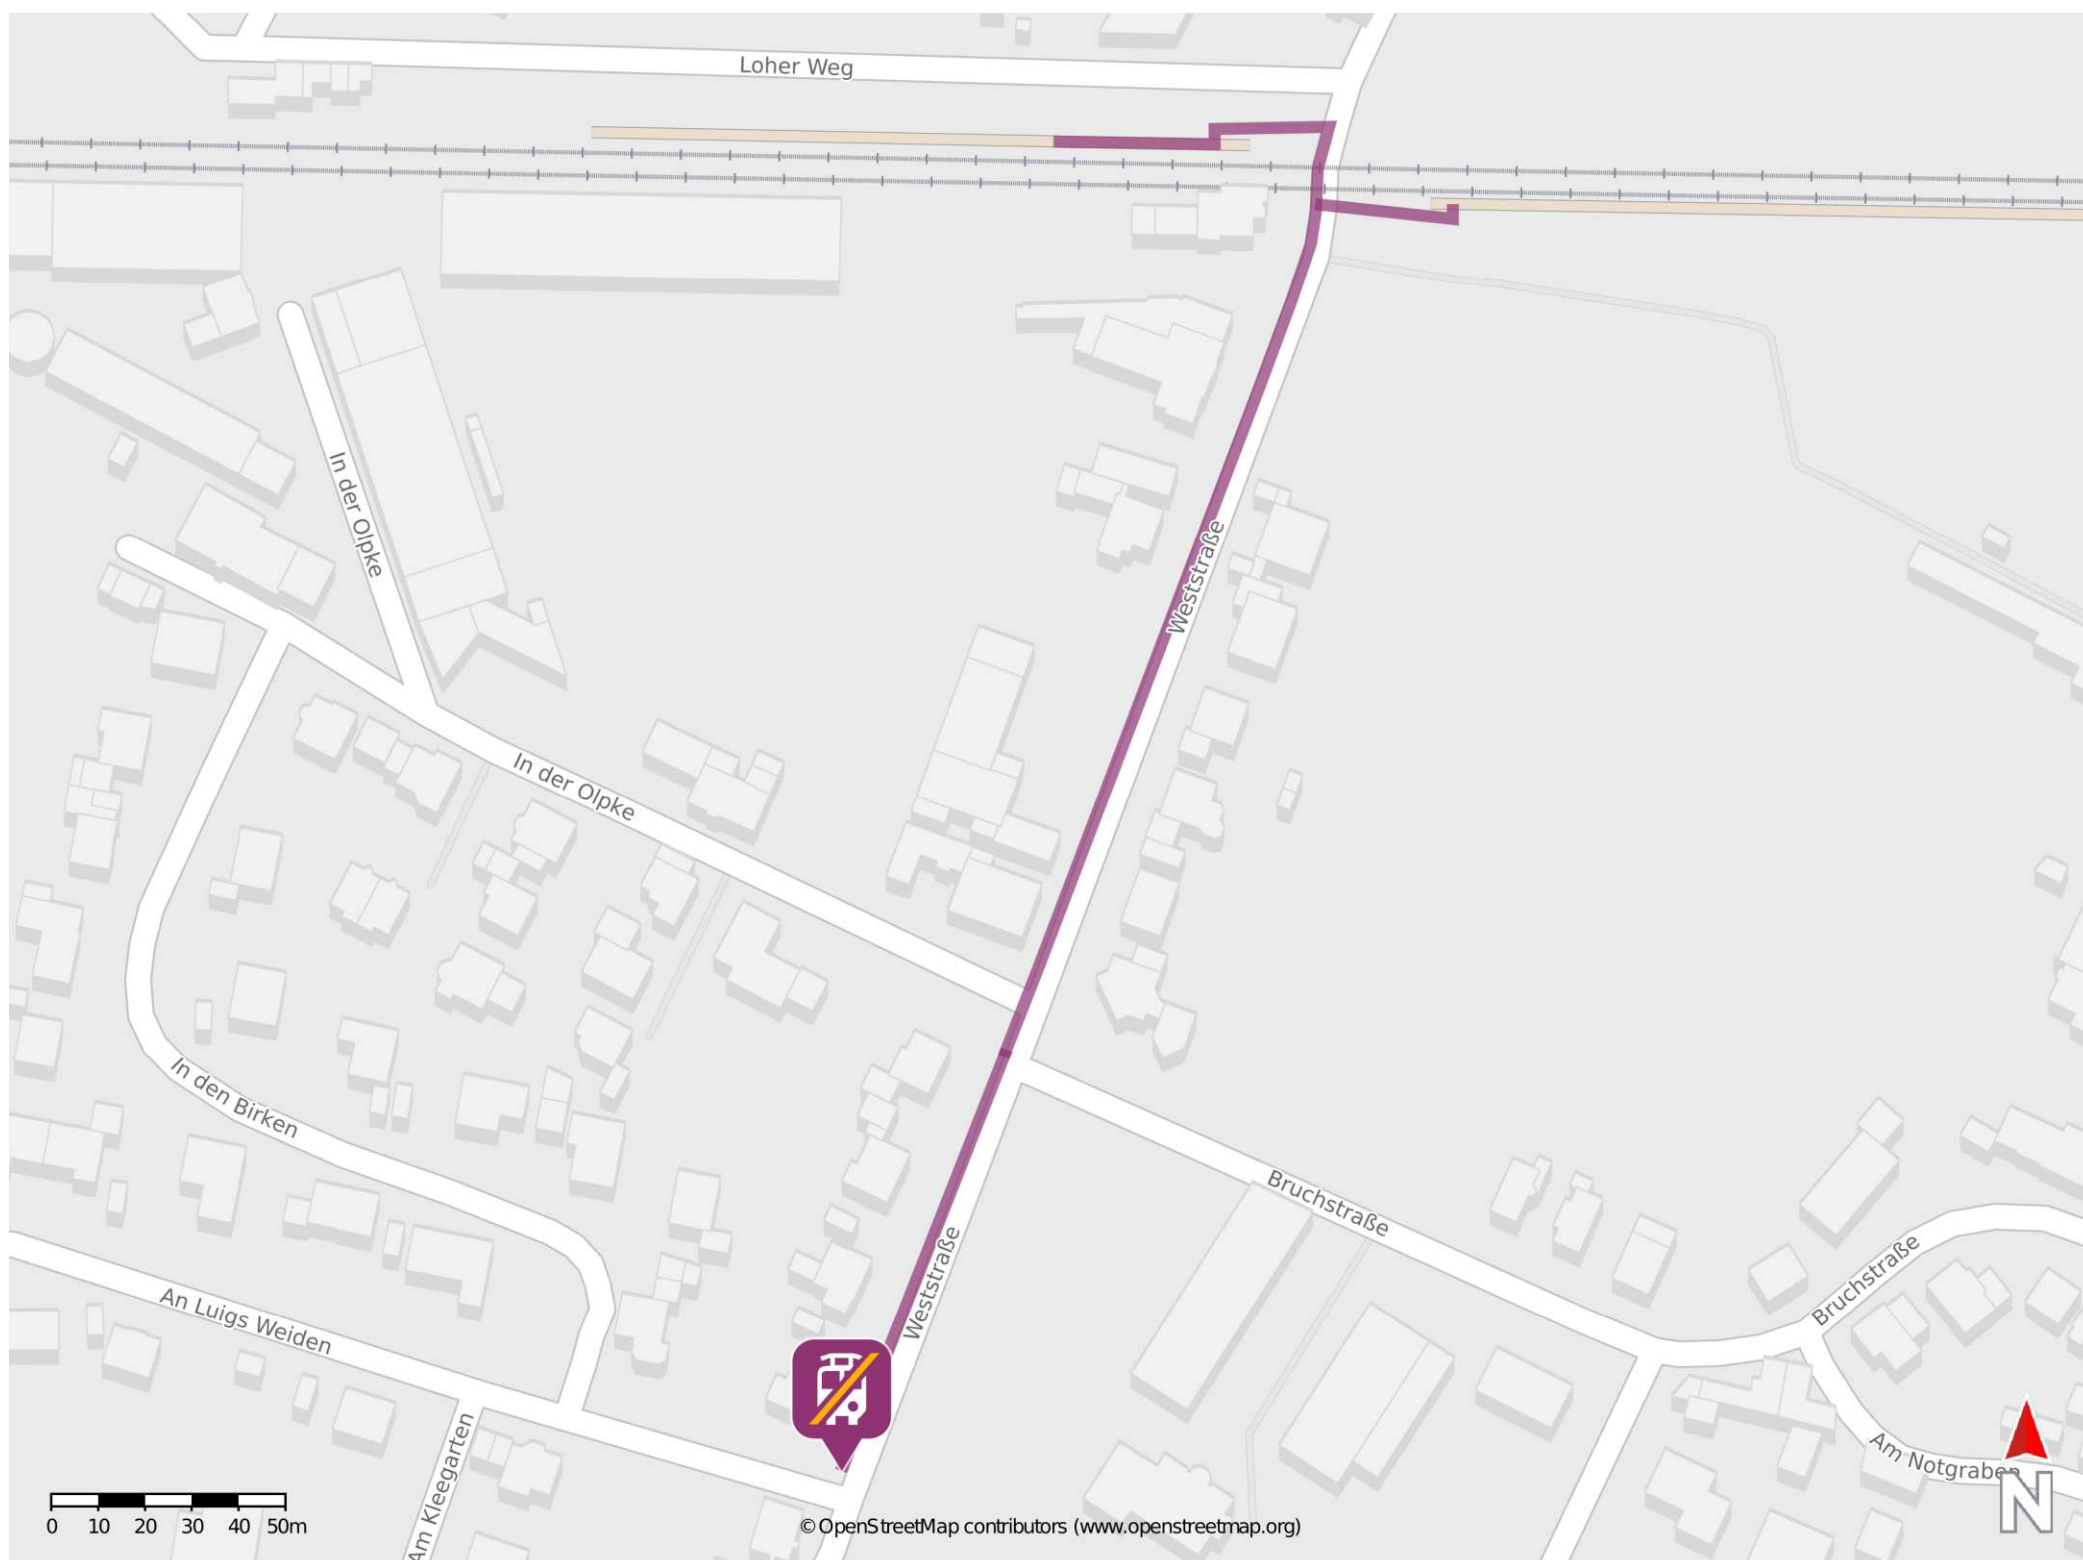 Loher Weg
In der Olpke
Weststraße
In der Olpke
In den Birken
Bruchstraße
Weststraße
Bruchstraße
An Luigs Weiden
Am Kleegarten
Am Notgraben
N
0 10 20 30 40 50m
© OpenStreetMap contributors (www.openstreetmap.org)